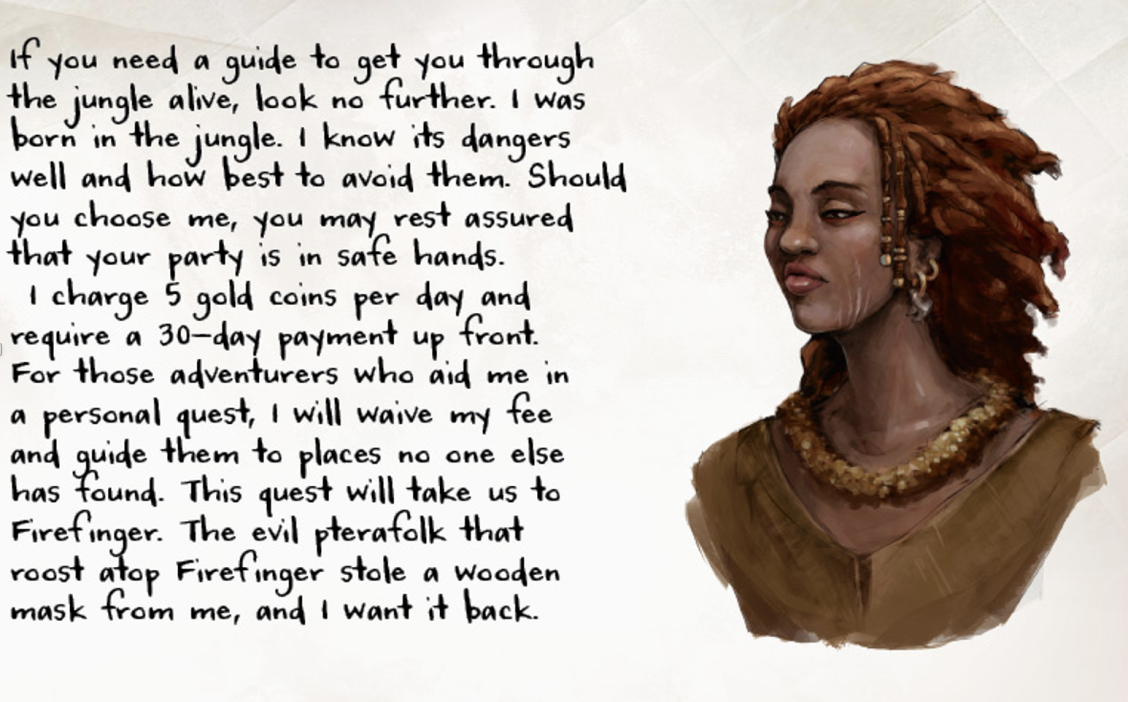 If you need a guide to get you through
the jungle alive, look no further. I was
born in the jungle. I know its dangers
well and how best to avoid them. Should
you choose me, you may rest assured
that your party is in safe hands.
I charge 5 gold coins per day and
require a 30-day payment up front.
For those adventurers who aid me in
a personal quest, I will waive my fee
and guide them to places no one else
has found. This quest will take us to
Firefinger. The evil pterafolk that
roost atop Firefinger stole a wooden
mask from me, and I want it back.